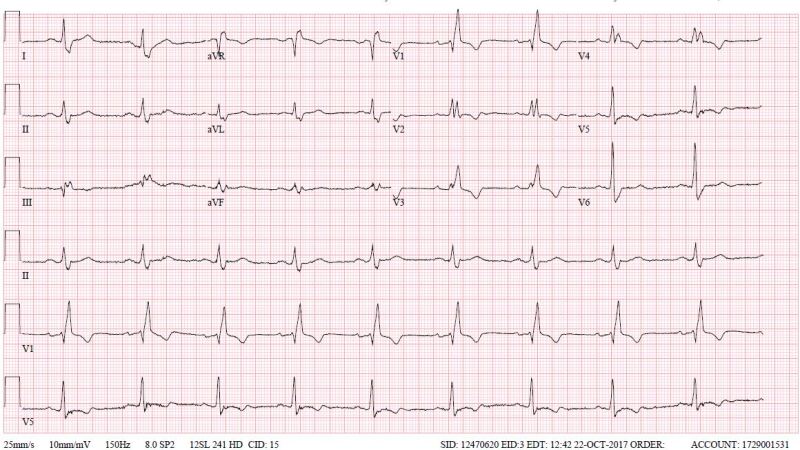 I aVR V1 V4
II aVL V2 V5
III aVF V3 V6
II
V1
V5
25mm/s 10mm/mV 150Hz 8.0 SP2 12SL 241 HD CID: 15 SID: 12470620 EID:3 EDT: 12:42 22-OCT-2017 ORDER: ACCOUNT: 1729001531